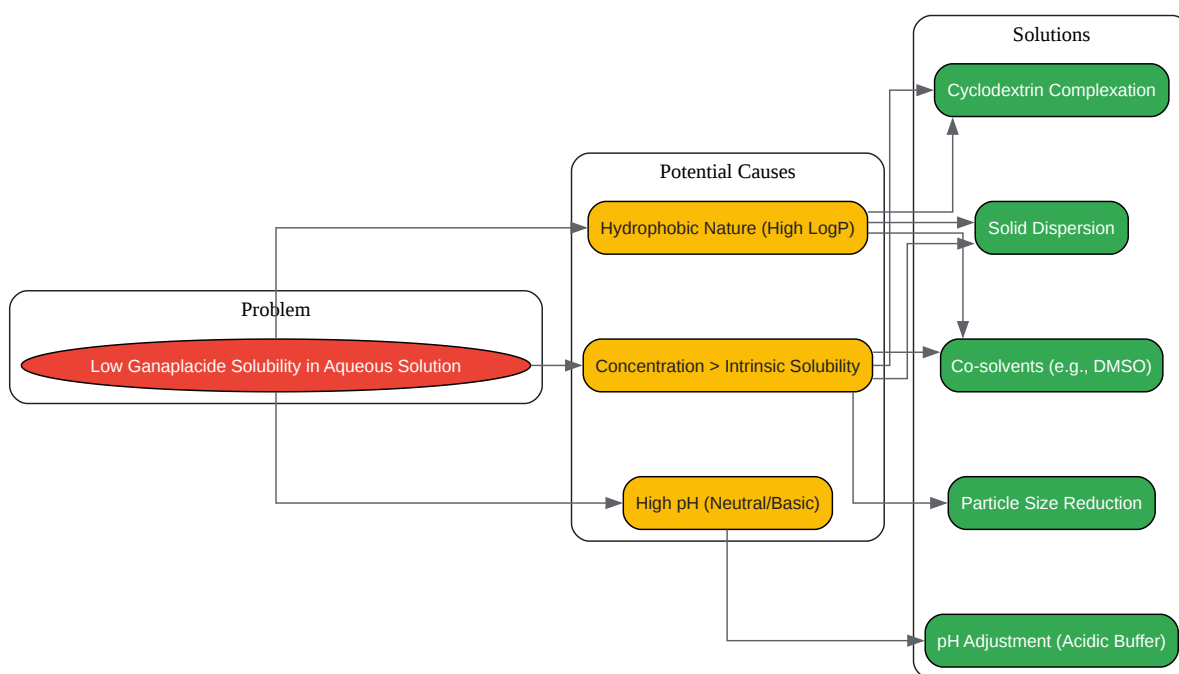 Problem
Low Ganaplacide Solubility in Aqueous Solution
Potential Causes
Hydrophobic Nature (High LogP)
Concentration > Intrinsic Solubility
High pH (Neutral/Basic)
Solutions
Cyclodextrin Complexation
Solid Dispersion
Co-solvents (e.g., DMSO)
Particle Size Reduction
pH Adjustment (Acidic Buffer)